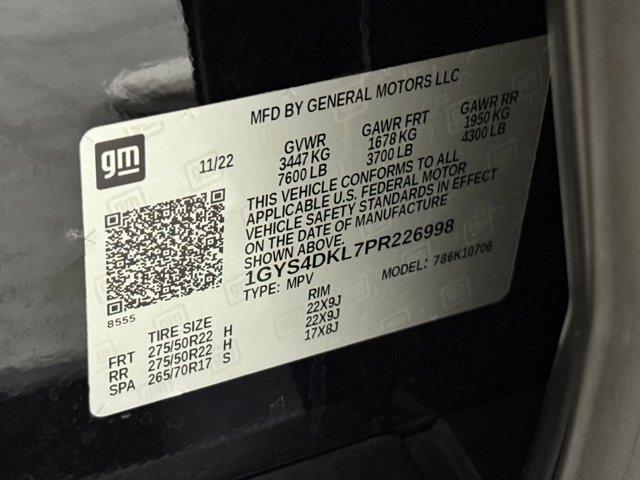 MFD BY GENERAL MOTORS LLC
gm
11/22
GVWR GAWR FRT GAWR RR
3447 KG 1678 KG 1950 KG
7600 LB 3700 LB 4300 LB
THIS VEHICLE CONFORMS TO ALL
APPLICABLE U.S. FEDERAL MOTOR
VEHICLE SAFETY STANDARDS IN EFFECT
ON THE DATE OF MANUFACTURE
SHOWN ABOVE.
1GYS4DKL7PR226998
TYPE: MPV MODEL: 786K10706
8555
TIRE SIZE RIM
FRT 275/50R22 H 22X9J
RR 275/50R22 H 22X9J
SPA 265/70R17 S 17X8J